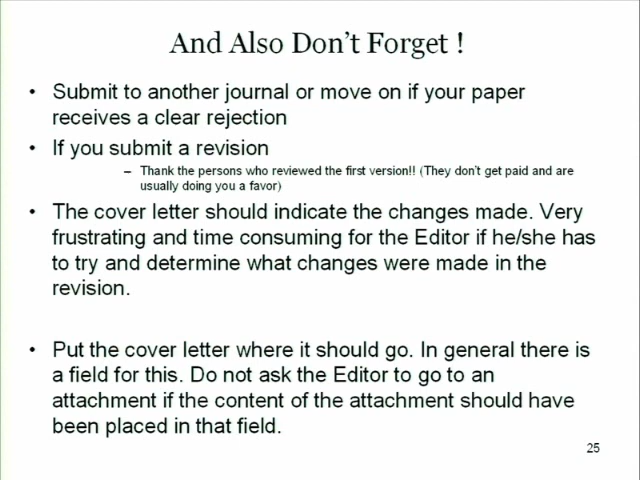 And Also Don't Forget !
• Submit to another journal or move on if your paper
receives a clear rejection
• If you submit a revision
– Thank the persons who reviewed the first version!! (They don't get paid and are
usually doing you a favor)
• The cover letter should indicate the changes made. Very
frustrating and time consuming for the Editor if he/she has
to try and determine what changes were made in the
revision.
• Put the cover letter where it should go. In general there is
a field for this. Do not ask the Editor to go to an
attachment if the content of the attachment should have
been placed in that field.
25